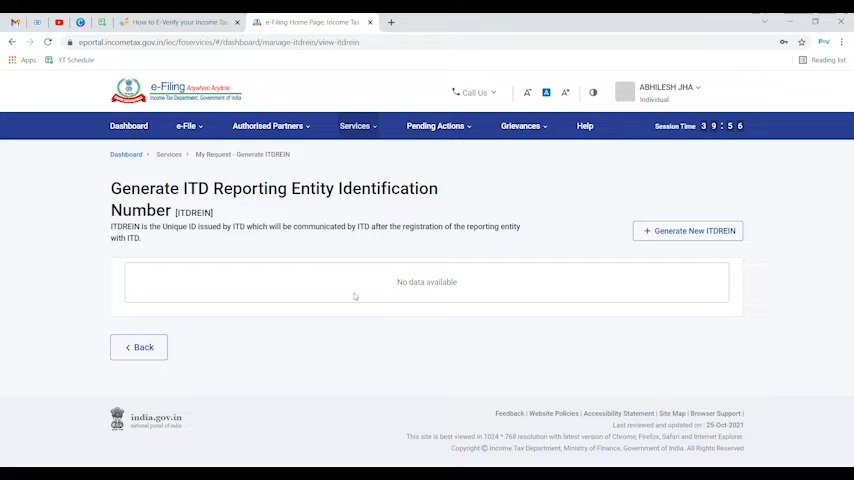 How to E-Verify your Income Tax
e-Filing Home Page, Income Tax
eportal.incometax.gov.in/iec/foservices/#/dashboard/manage-itdrein/view-itdrein
Apps YT Schedule Reading list
e-Filing Anywhere Anytime
Income Tax Department, Government of India
Call Us
A A A
ABHILESH JHA
Individual
Dashboard e-File Authorised Partners Services Pending Actions Grievances Help Session Time 3 9 : 5 6
Dashboard Services My Request - Generate ITDREIN
Generate ITD Reporting Entity Identification
Number [ITDREIN]
ITDREIN is the Unique ID issued by ITD which will be communicated by ITD after the registration of the reporting entity
with ITD.
+ Generate New ITDREIN
No data available
< Back
india.gov.in
national portal of india
Feedback | Website Policies | Accessibility Statement | Site Map | Browser Support |
Last reviewed and updated on : 25-Oct-2021
This site is best viewed in 1024 * 768 resolution with latest version of Chrome, Firefox, Safari and Internet Explorer.
Copyright © Income Tax Department, Ministry of Finance, Government of India. All Rights Reserved